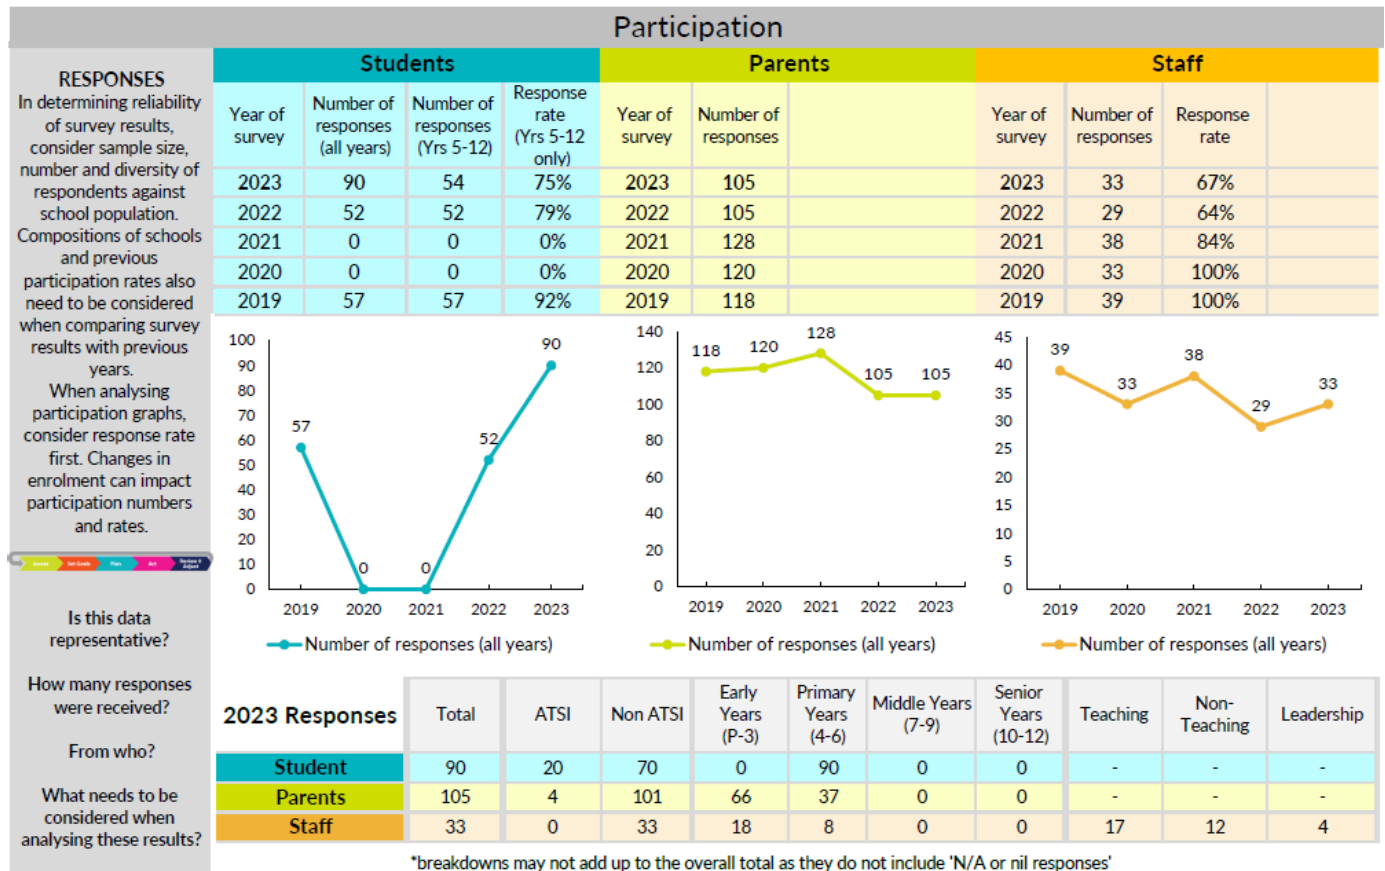 Participation
RESPONSES
In determining reliability
of survey results,
consider sample size,
number and diversity of
respondents against
school population.
Compositions of schools
and previous
participation rates also
need to be considered
when comparing survey
results with previous
years.
When analysing
participation graphs,
consider response rate
first. Changes in
enrolment can impact
participation numbers
and rates.
Set Goals Plan Act Review & Adjust
Is this data
representative?
How many responses
were received?
From who?
What needs to be
considered when
analysing these results?
Students Parents Staff
Year of survey Number of responses (all years) Number of responses (Yrs 5-12) Response rate (Yrs 5-12 only) Year of survey Number of responses Year of survey Number of responses Response rate
2023 90 54 75% 2023 105 2023 33 67%
2022 52 52 79% 2022 105 2022 29 64%
2021 0 0 0% 2021 128 2021 38 84%
2020 0 0 0% 2020 120 2020 33 100%
2019 57 57 92% 2019 118 2019 39 100%
100
90
80
70
60
50
40
30
20
10
0
57 0 0 52 90
2019 2020 2021 2022 2023
Number of responses (all years)
140
120
100
80
60
40
20
0
118 120 128 105 105
2019 2020 2021 2022 2023
Number of responses (all years)
45
40
35
30
25
20
15
10
5
0
39 33 38 29 33
2019 2020 2021 2022 2023
Number of responses (all years)
2023 Responses Total ATSI Non ATSI Early Years (P-3) Primary Years (4-6) Middle Years (7-9) Senior Years (10-12) Teaching Non-Teaching Leadership
Student 90 20 70 0 90 0 0 - - -
Parents 105 4 101 66 37 0 0 - - -
Staff 33 0 33 18 8 0 0 17 12 4
*breakdowns may not add up to the overall total as they do not include 'N/A or nil responses'